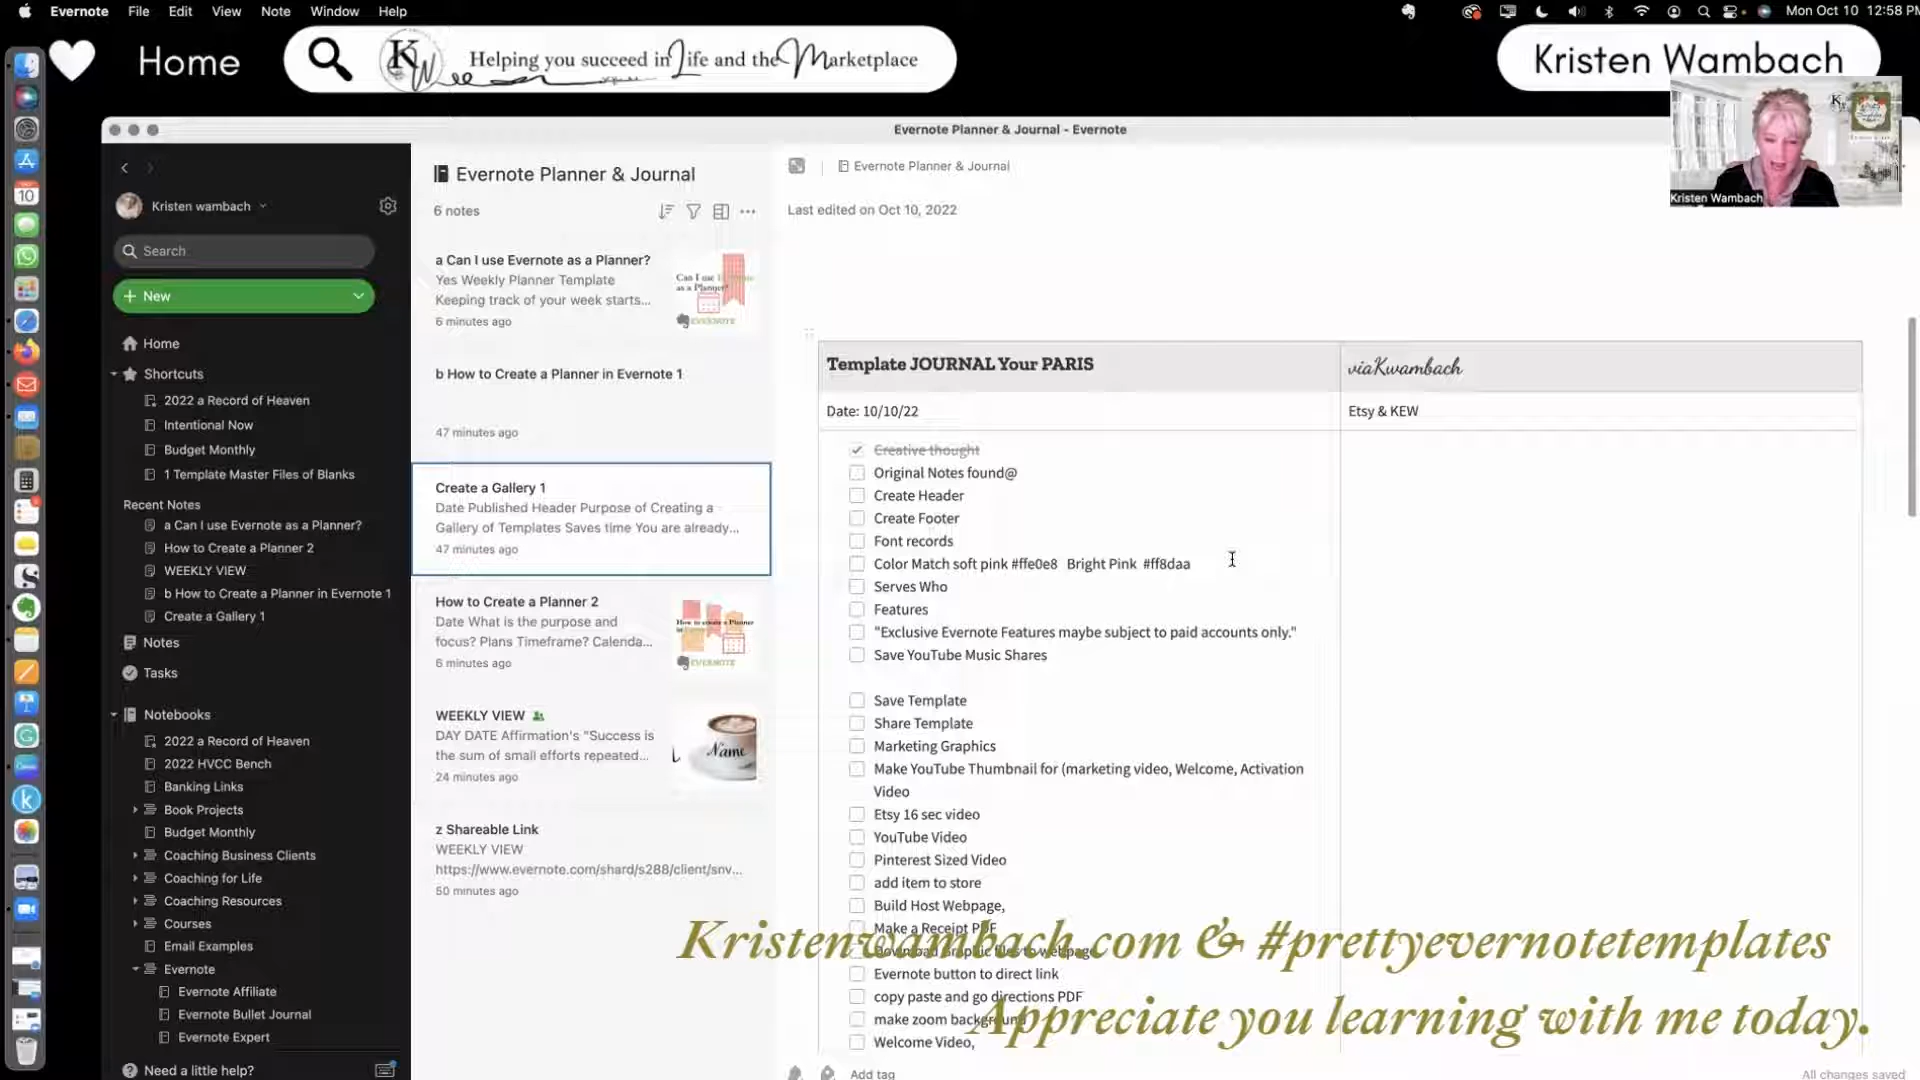 Evernote File Edit View Note Window Help
Mon Oct 10 12:58 PM
Home
Helping you succeed in Life and the Marketplace
Kristen Wambach
Kristen Wambach
Evernote Planner & Journal - Evernote
Kristen wambach
Search
New
Home
Shortcuts
2022 a Record of Heaven
Intentional Now
Budget Monthly
1 Template Master Files of Blanks
Recent Notes
a Can I use Evernote as a Planner?
How to Create a Planner 2
WEEKLY VIEW
b How to Create a Planner in Evernote 1
Create a Gallery 1
Notes
Tasks
Notebooks
2022 a Record of Heaven
2022 HVCC Bench
Banking Links
Book Projects
Budget Monthly
Coaching Business Clients
Coaching for Life
Coaching Resources
Courses
Email Examples
Evernote
Evernote Affiliate
Evernote Bullet Journal
Evernote Expert
Need a little help?
Evernote Planner & Journal
6 notes
a Can I use Evernote as a Planner?
Yes Weekly Planner Template
Keeping track of your week starts...
6 minutes ago
b How to Create a Planner in Evernote 1
47 minutes ago
Create a Gallery 1
Date Published Header Purpose of Creating a
Gallery of Templates Saves time You are already...
47 minutes ago
How to Create a Planner 2
Date What is the purpose and
focus? Plans Timeframe? Calenda...
6 minutes ago
WEEKLY VIEW
DAY DATE Affirmation's "Success is
the sum of small efforts repeated...
24 minutes ago
Name
z Shareable Link
WEEKLY VIEW
https://www.evernote.com/shard/s288/client/snv...
50 minutes ago
Evernote Planner & Journal
Last edited on Oct 10, 2022
Template JOURNAL Your PARIS
viaKwambach
Date: 10/10/22
Etsy & KEW
Creative thought
Original Notes found@
Create Header
Create Footer
Font records
Color Match soft pink #ffe0e8 Bright Pink #ff8daa
Serves Who
Features
"Exclusive Evernote Features maybe subject to paid accounts only."
Save YouTube Music Shares
Save Template
Share Template
Marketing Graphics
Make YouTube Thumbnail for (marketing video, Welcome, Activation
Video
Etsy 16 sec video
YouTube Video
Pinterest Sized Video
add item to store
Build Host Webpage,
Make a Receipt PDF
Download Graphic files to webpage
Evernote button to direct link
copy paste and go directions PDF
make zoom background
Welcome Video,
Kristenwambach.com & #prettyevernotetemplates
Appreciate you learning with me today.
Add tag
All changes saved